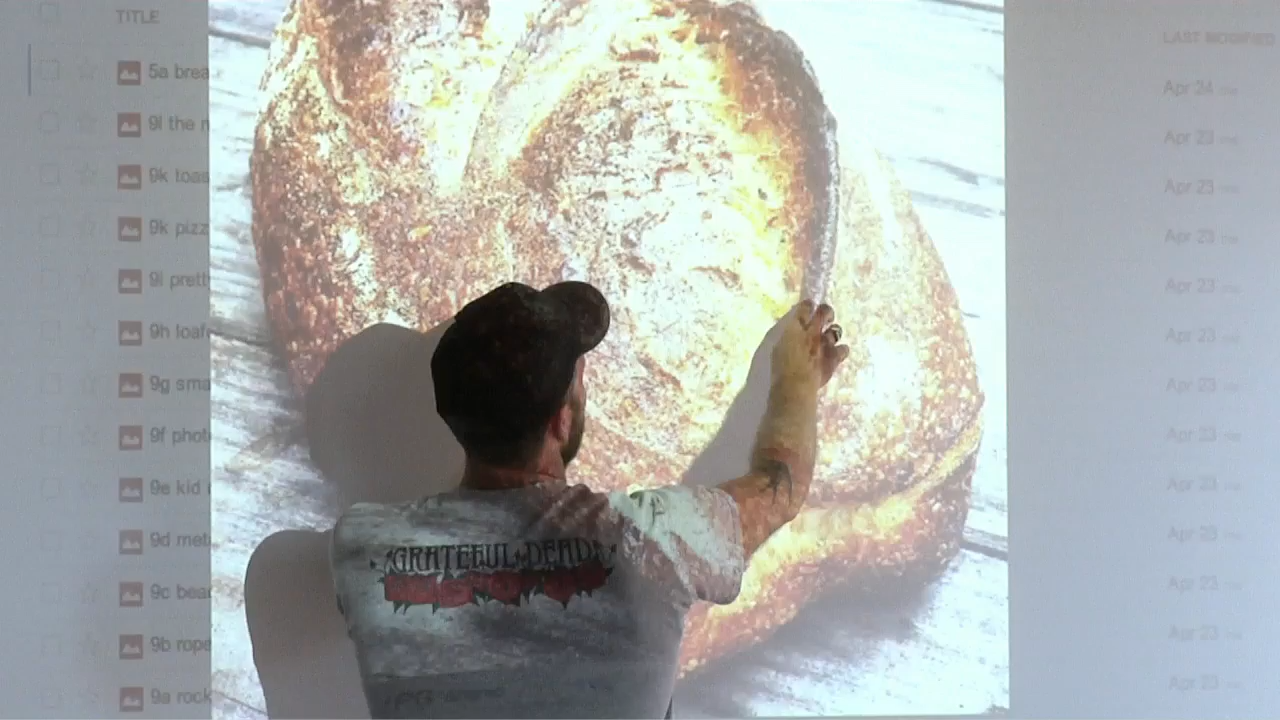 TITLE
LAST MODIFIED
5a brea
Apr 24
9l the
Apr 23
9k toas
Apr 23
9k pizz
Apr 23
9i pretty
Apr 23
9h loaf
Apr 23
9g sma
Apr 23
9f phot
Apr 23
9e kid
Apr 23
9d met
Apr 23
9c bea
Apr 23
9b rope
Apr 23
9a rock
Apr 23
GRATEFUL DEAD